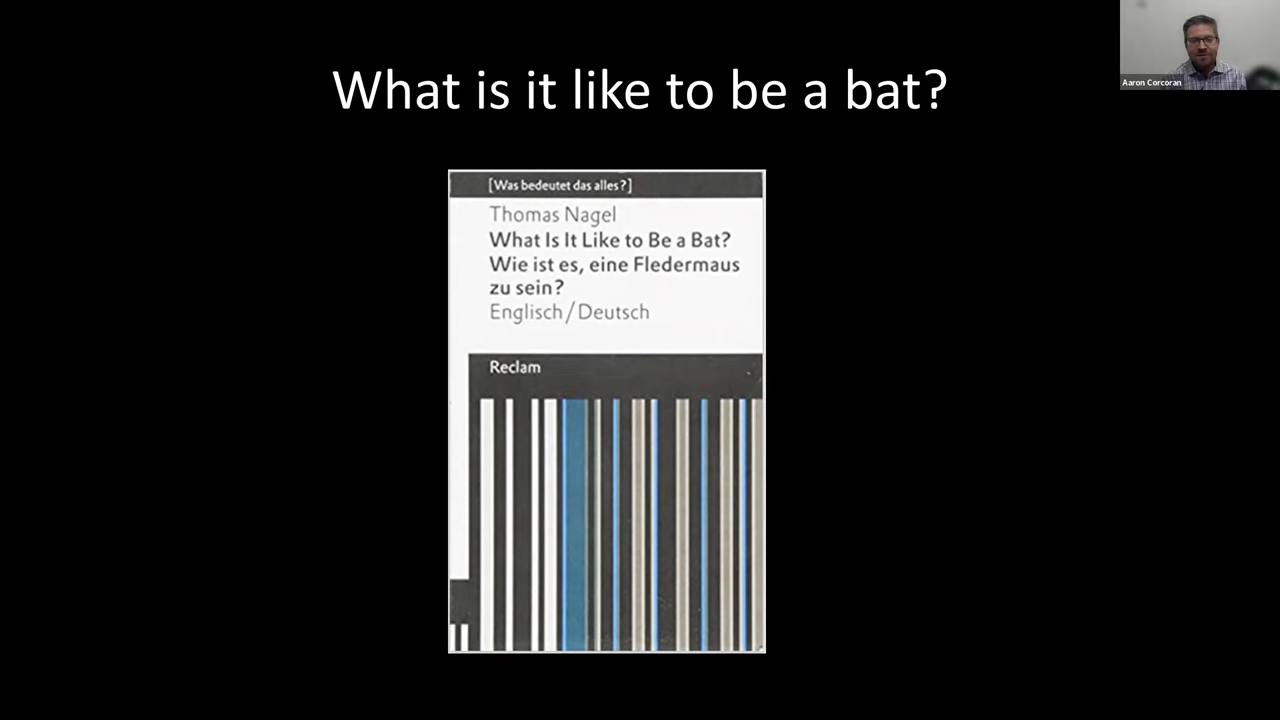 What is it like to be a bat?
Aaron Corcoran
[Was bedeutet das alles?]
Thomas Nagel
What Is It Like to Be a Bat?
Wie ist es, eine Fledermaus
zu sein?
Englisch/Deutsch
Reclam